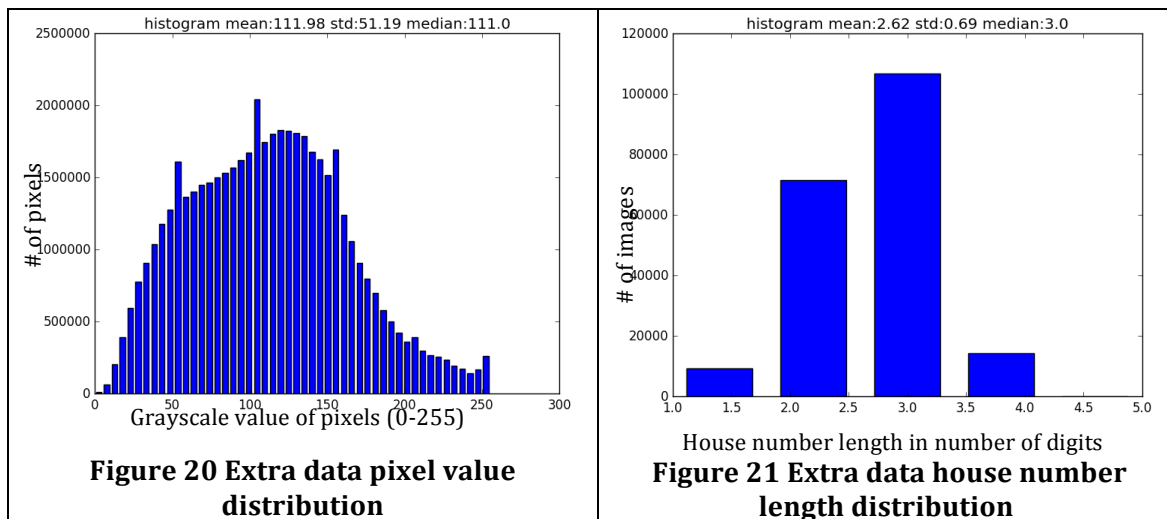 histogram mean:111.98 std:51.19 median:111.0
2500000
2000000
1500000
1000000
500000
0
# of pixels
0 50 100 150 200 250 300
Grayscale value of pixels (0-255)
Figure 20 Extra data pixel value
distribution
histogram mean:2.62 std:0.69 median:3.0
120000
100000
80000
60000
40000
20000
0
# of images
1.0 1.5 2.0 2.5 3.0 3.5 4.0 4.5 5.0
House number length in number of digits
Figure 21 Extra data house number
length distribution